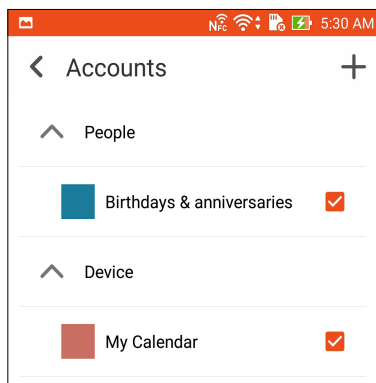 NFC 5:30 AM
Accounts
People
Birthdays & anniversaries
Device
My Calendar